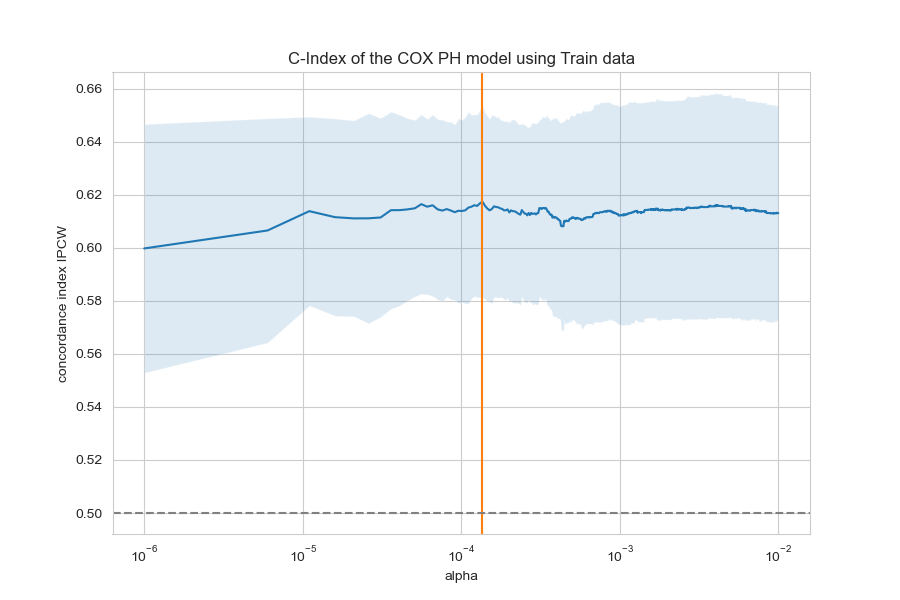 C-Index of the COX PH model using Train data
concordance index IPCW
0.66
0.64
0.62
0.60
0.58
0.56
0.54
0.52
0.50
10⁻⁶ 10⁻⁵ 10⁻⁴ 10⁻³ 10⁻²
alpha